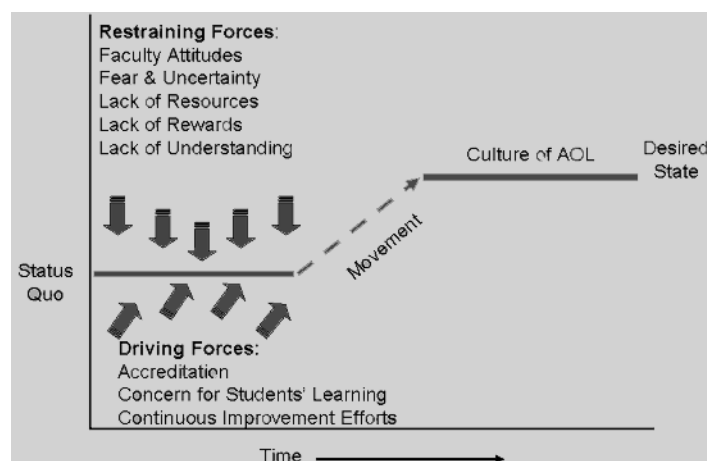 Restraining Forces:
Faculty Attitudes
Fear & Uncertainty
Lack of Resources
Lack of Rewards
Lack of Understanding
Culture of AOL
Desired
State
Movement
Status
Quo
Driving Forces:
Accreditation
Concern for Students' Learning
Continuous Improvement Efforts
Time